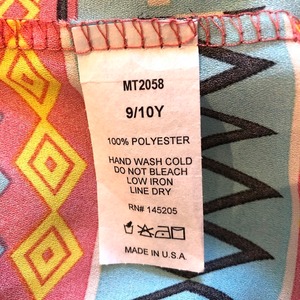 MT2058
9/10Y
100% POLYESTER
HAND WASH COLD
DO NOT BLEACH
LOW IRON
LINE DRY
RN# 145205
MADE IN U.S.A.